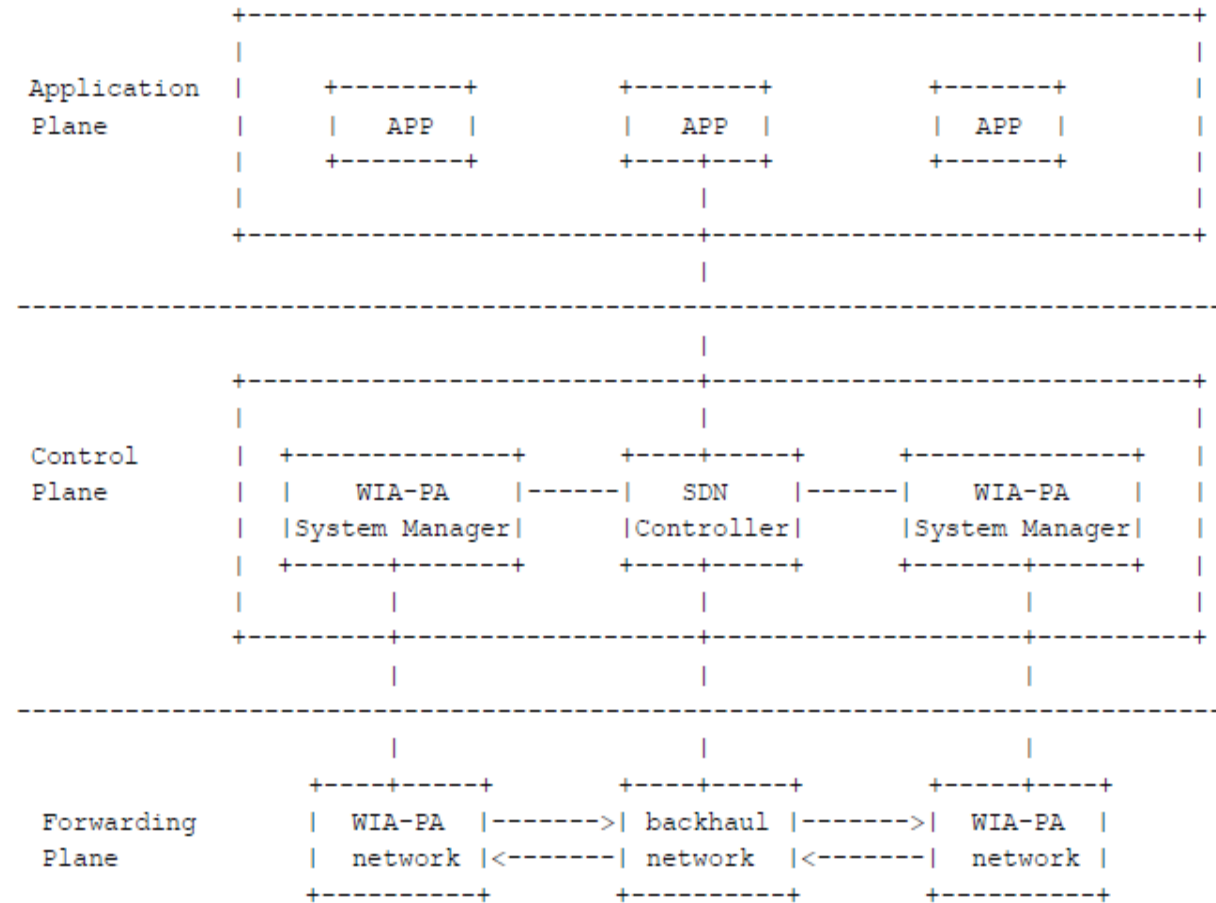 Application
Plane
APP APP APP
Control
Plane
WIA-PA SDN WIA-PA
System Manager Controller System Manager
Forwarding
Plane
WIA-PA backhaul WIA-PA
network network network